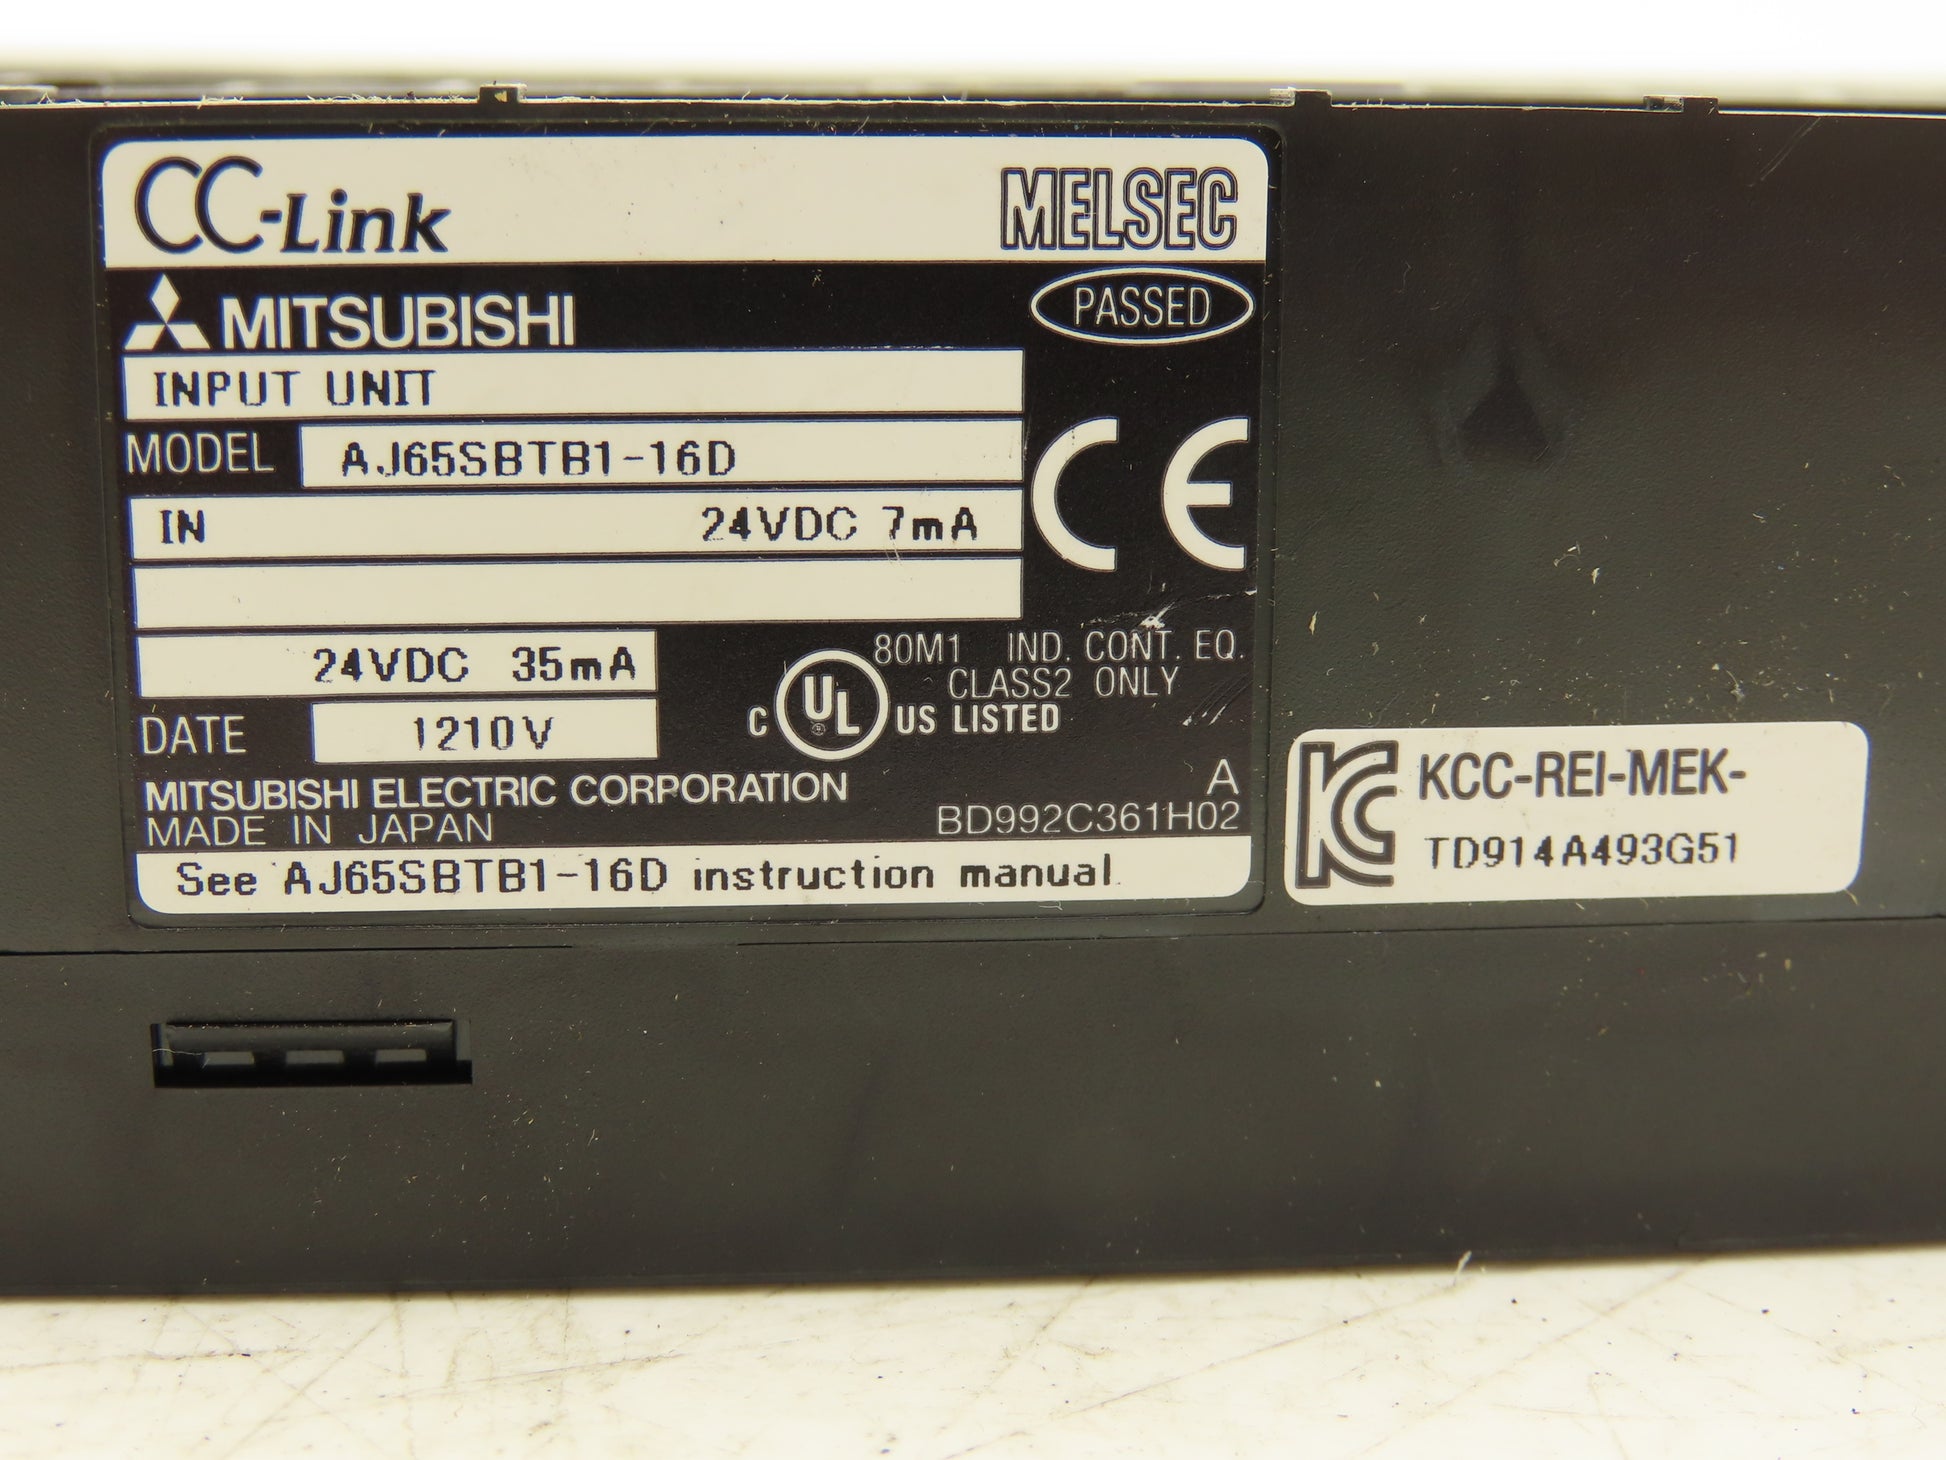 CC-Link MELSEC
MITSUBISHI PASSED
INPUT UNIT
MODEL AJ65SBTB1-16D
IN 24VDC 7mA
CE
24VDC 35mA
80M1 IND. CONT. EQ.
CLASS2 ONLY
C UL US LISTED
DATE 1210V
MITSUBISHI ELECTRIC CORPORATION A
MADE IN JAPAN BD992C361H02
See AJ65SBTB1-16D instruction manual.
KC KCC-REI-MEK-
TD914A493G51